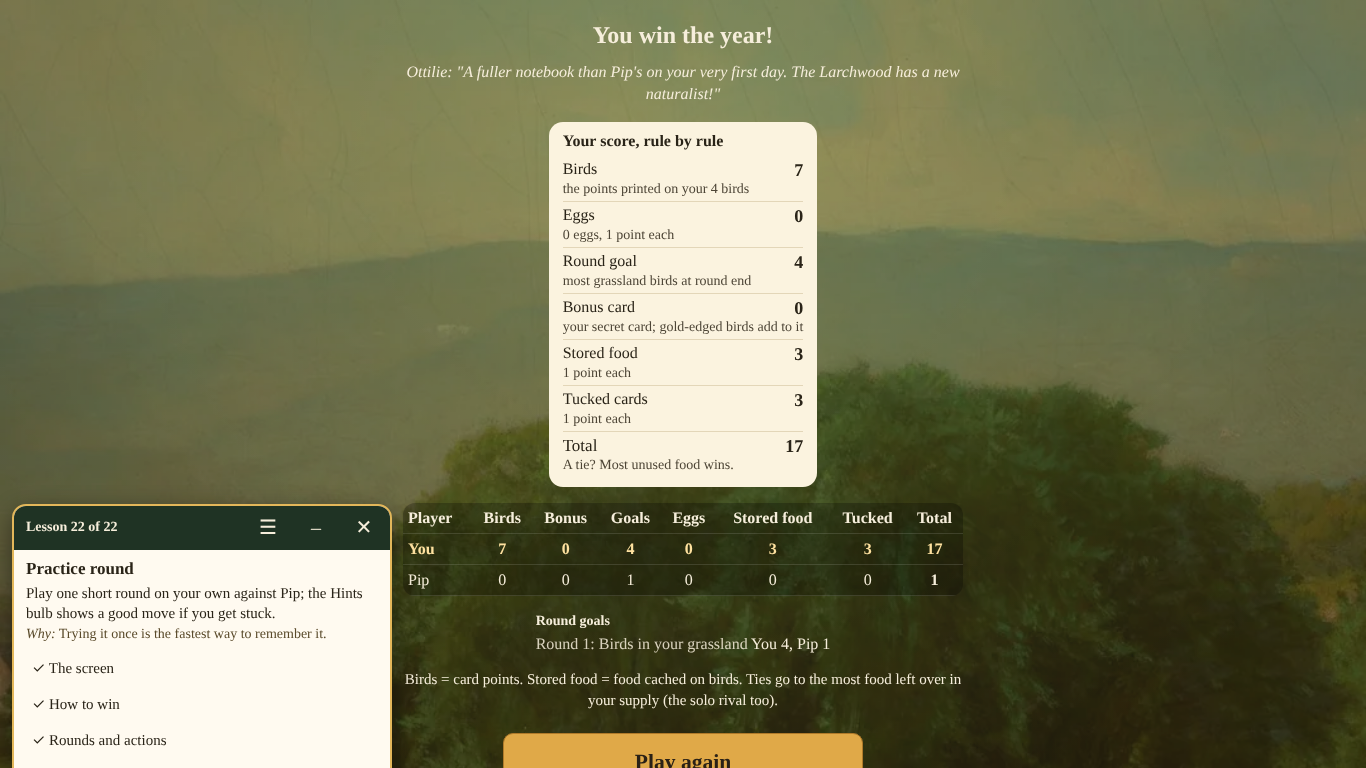 You win the year!
Ottilie: "A fuller notebook than Pip's on your very first day. The Larchwood has a new
naturalist!"
Your score, rule by rule
Birds 7
the points printed on your 4 birds
Eggs 0
0 eggs, 1 point each
Round goal 4
most grassland birds at round end
Bonus card 0
your secret card; gold-edged birds add to it
Stored food 3
1 point each
Tucked cards 3
1 point each
Total 17
A tie? Most unused food wins.
Player Birds Bonus Goals Eggs Stored food Tucked Total
You 7 0 4 0 3 3 17
Pip 0 0 1 0 0 0 1
Round goals
Round 1: Birds in your grassland You 4, Pip 1
Birds = card points. Stored food = food cached on birds. Ties go to the most food left over in
your supply (the solo rival too).
Play again
Lesson 22 of 22
Practice round
Play one short round on your own against Pip; the Hints
bulb shows a good move if you get stuck.
Why: Trying it once is the fastest way to remember it.
✓ The screen
✓ How to win
✓ Rounds and actions